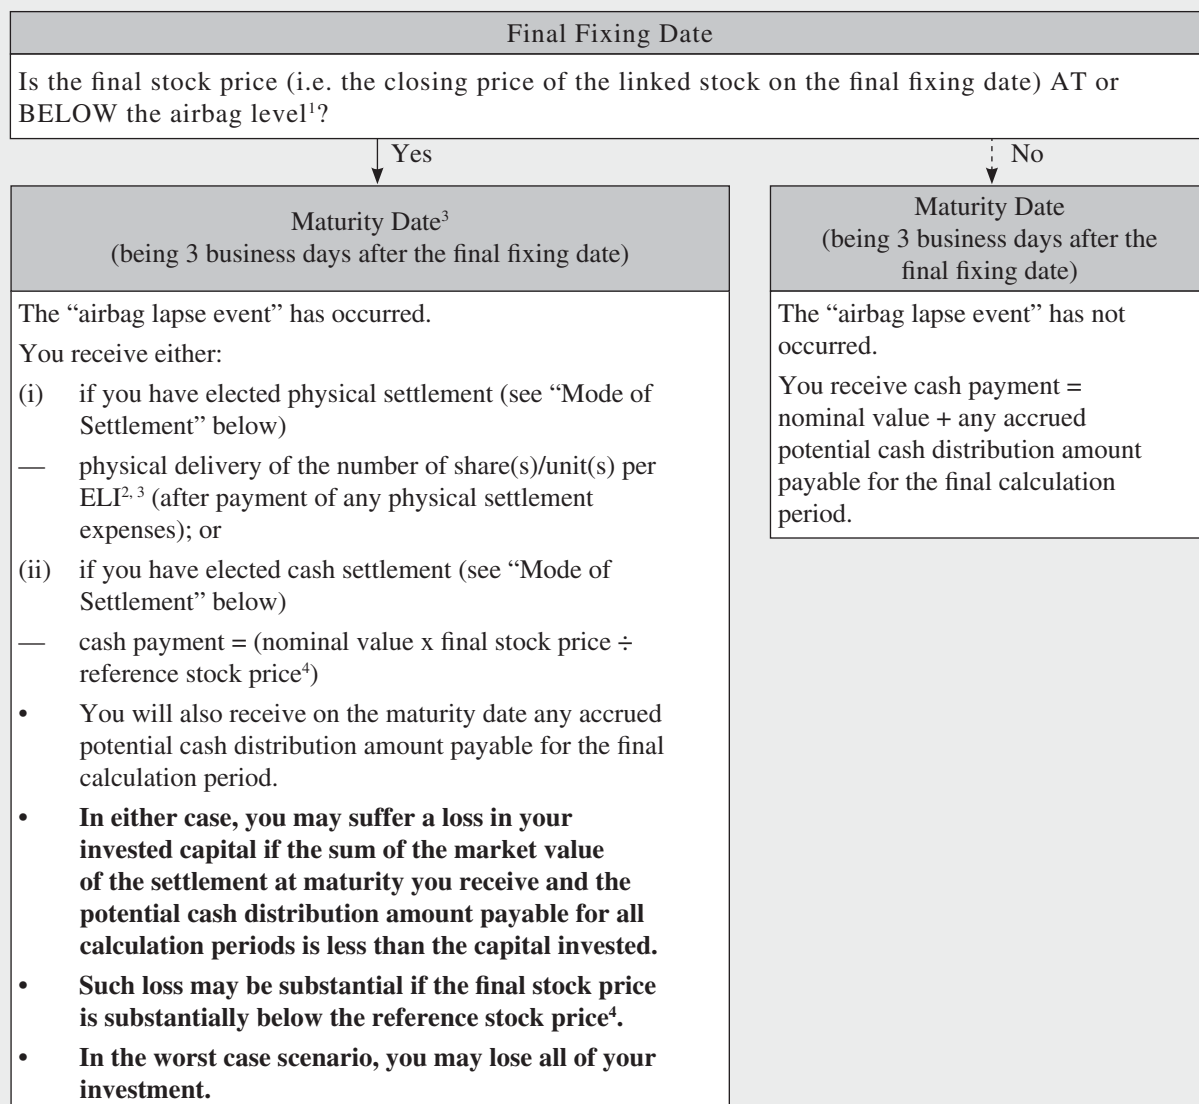 Final Fixing Date
Is the final stock price (i.e. the closing price of the linked stock on the final fixing date) AT or
BELOW the airbag level¹?
Yes
No
Maturity Date³
(being 3 business days after the final fixing date)
The “airbag lapse event” has occurred.
You receive either:
(i) if you have elected physical settlement (see “Mode of
Settlement” below)
— physical delivery of the number of share(s)/unit(s) per
ELI²,³ (after payment of any physical settlement
expenses); or
(ii) if you have elected cash settlement (see “Mode of
Settlement” below)
— cash payment = (nominal value x final stock price ÷
reference stock price⁴)
• You will also receive on the maturity date any accrued
potential cash distribution amount payable for the final
calculation period.
• In either case, you may suffer a loss in your
invested capital if the sum of the market value
of the settlement at maturity you receive and the
potential cash distribution amount payable for all
calculation periods is less than the capital invested.
• Such loss may be substantial if the final stock price
is substantially below the reference stock price⁴.
• In the worst case scenario, you may lose all of your
investment.
Maturity Date
(being 3 business days after the
final fixing date)
The “airbag lapse event” has not
occurred.
You receive cash payment =
nominal value + any accrued
potential cash distribution amount
payable for the final calculation
period.